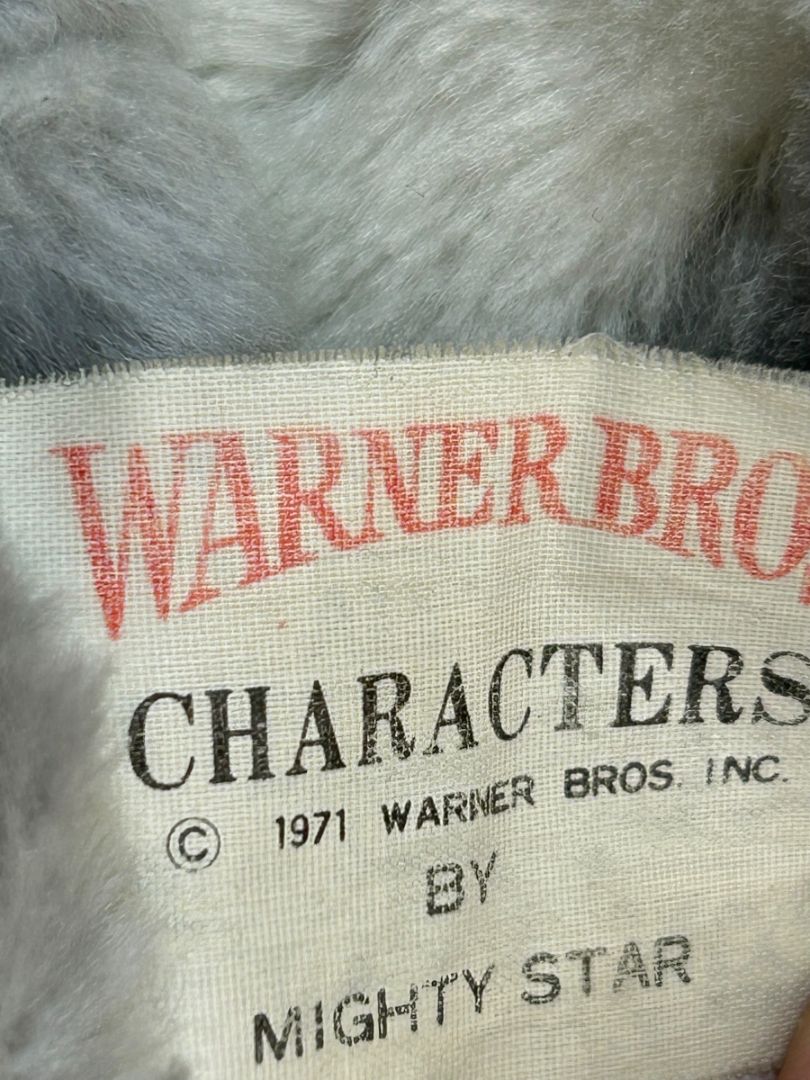 WARNER BRO
CHARACTERS
© 1971 WARNER BROS. INC.
BY
MIGHTY STAR